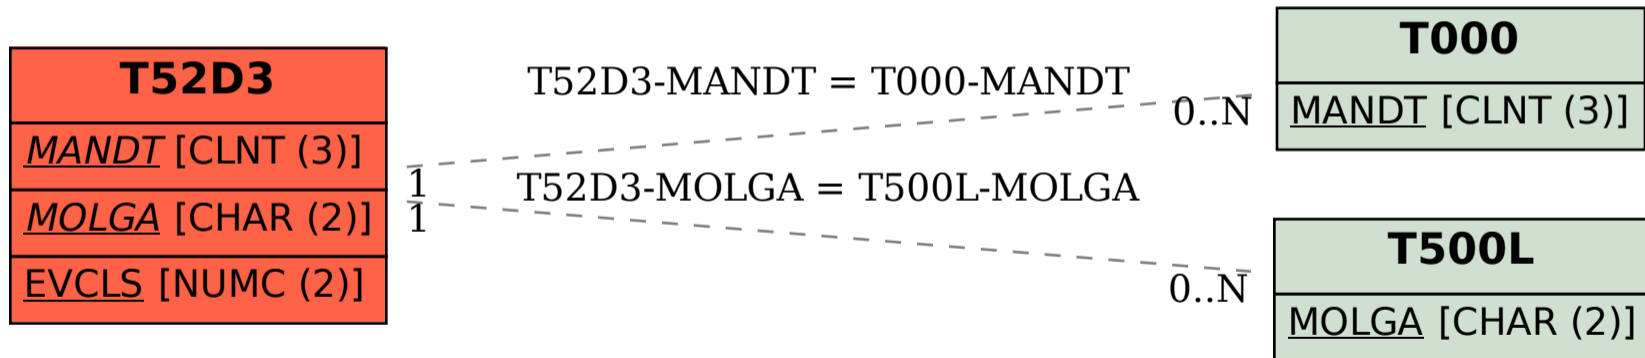 T52D3
MANDT [CLNT (3)]
MOLGA [CHAR (2)]
EVCLS [NUMC (2)]
T52D3-MANDT = T000-MANDT
0..N
1
T52D3-MOLGA = T500L-MOLGA
1
0..N
T000
MANDT [CLNT (3)]
T500L
MOLGA [CHAR (2)]